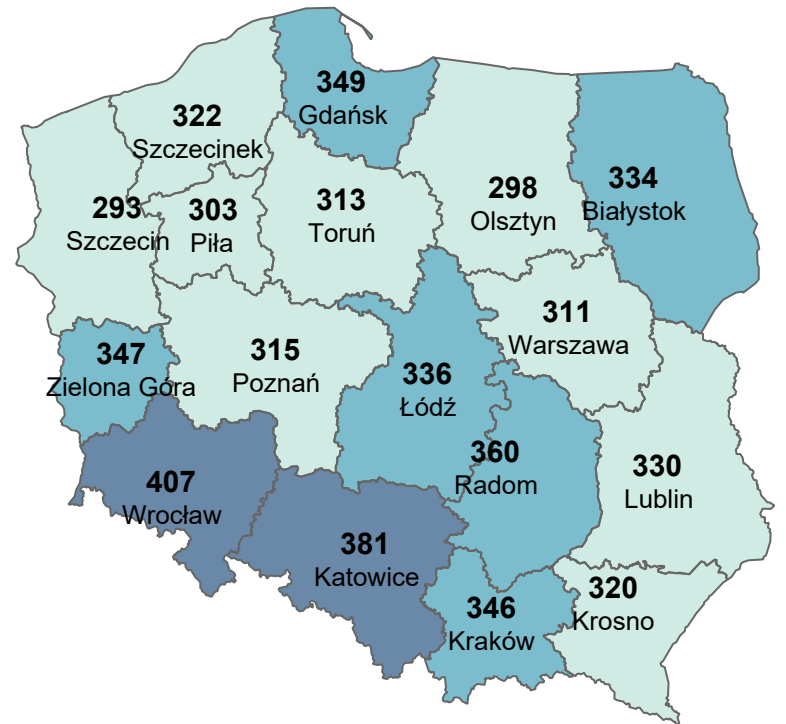 349
Gdańsk
322
Szczecinek
334
Białystok
298
Olsztyn
313
Toruń
303
Piła
293
Szczecin
311
Warszawa
347
Zielona Góra
315
Poznań
336
Łódź
360
Radom
330
Lublin
407
Wrocław
381
Katowice
346
Kraków
320
Krosno